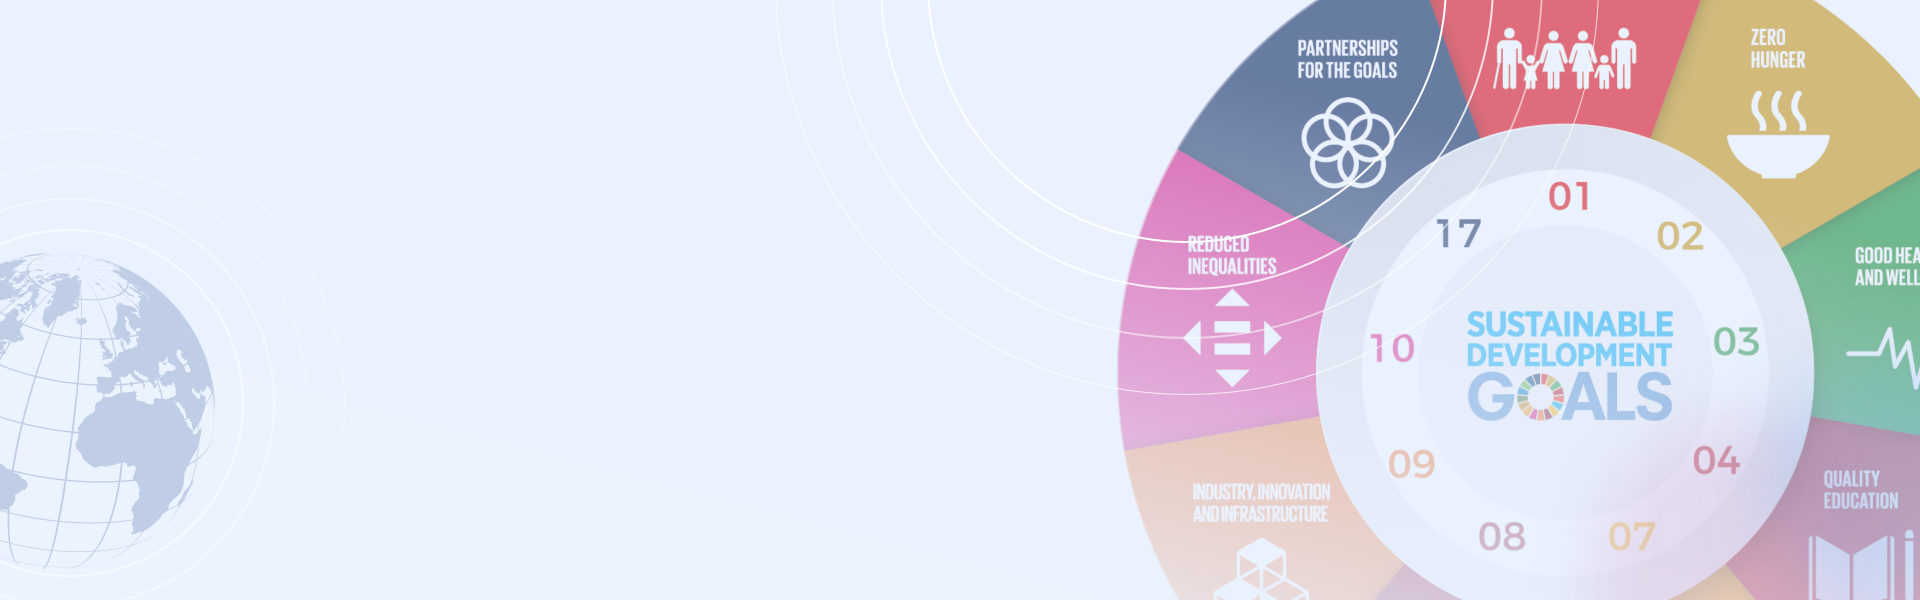 PARTNERSHIPS
FOR THE GOALS
ZERO
HUNGER
REDUCED
INEQUALITIES
GOOD HEA
AND WELL
INDUSTRY, INNOVATION
AND INFRASTRUCTURE
QUALITY
EDUCATION
01
02
03
04
07
08
09
10
17
SUSTAINABLE
DEVELOPMENT
GOALS